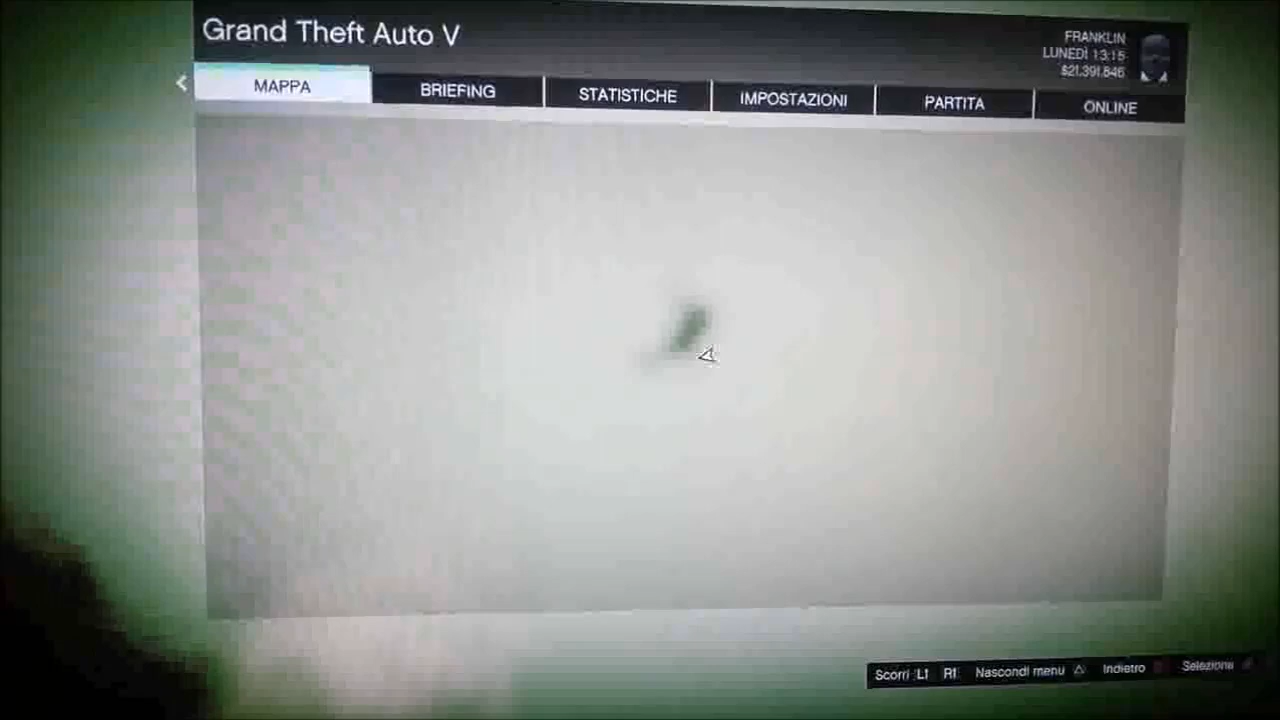 Grand Theft Auto V
FRANKLIN
LUNEDÌ 13:15
$21.391.846
MAPPA BRIEFING STATISTICHE IMPOSTAZIONI PARTITA ONLINE
Scorri L1 R1 Nascondi menu Indietro Seleziona